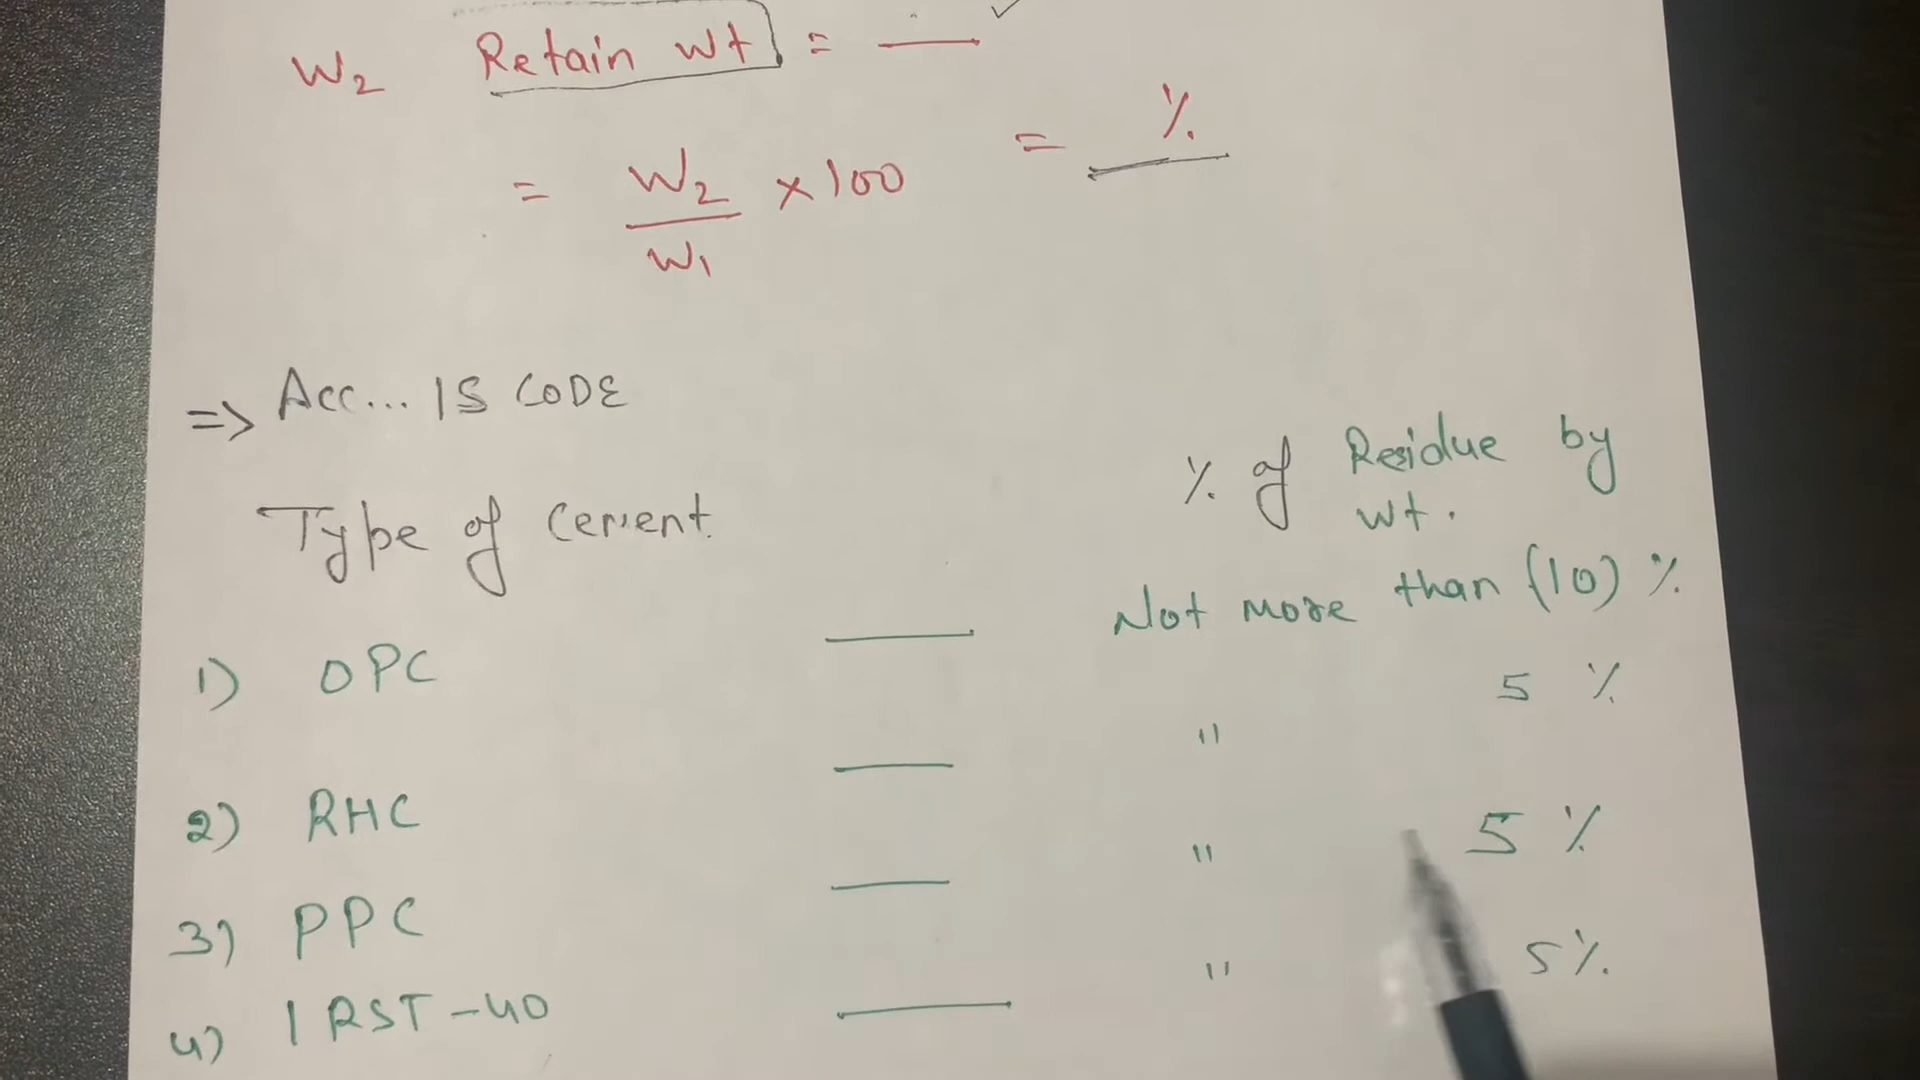 W2 Retain wt = —
= W2/W1 × 100 = %
=> Acc... IS CODE
Type of Cement
% of Residue by
wt.
1) OPC — Not more than (10) %
2) RHC — " 5 %
3) PPC — " 5 %
4) IRST-40 — " 5%